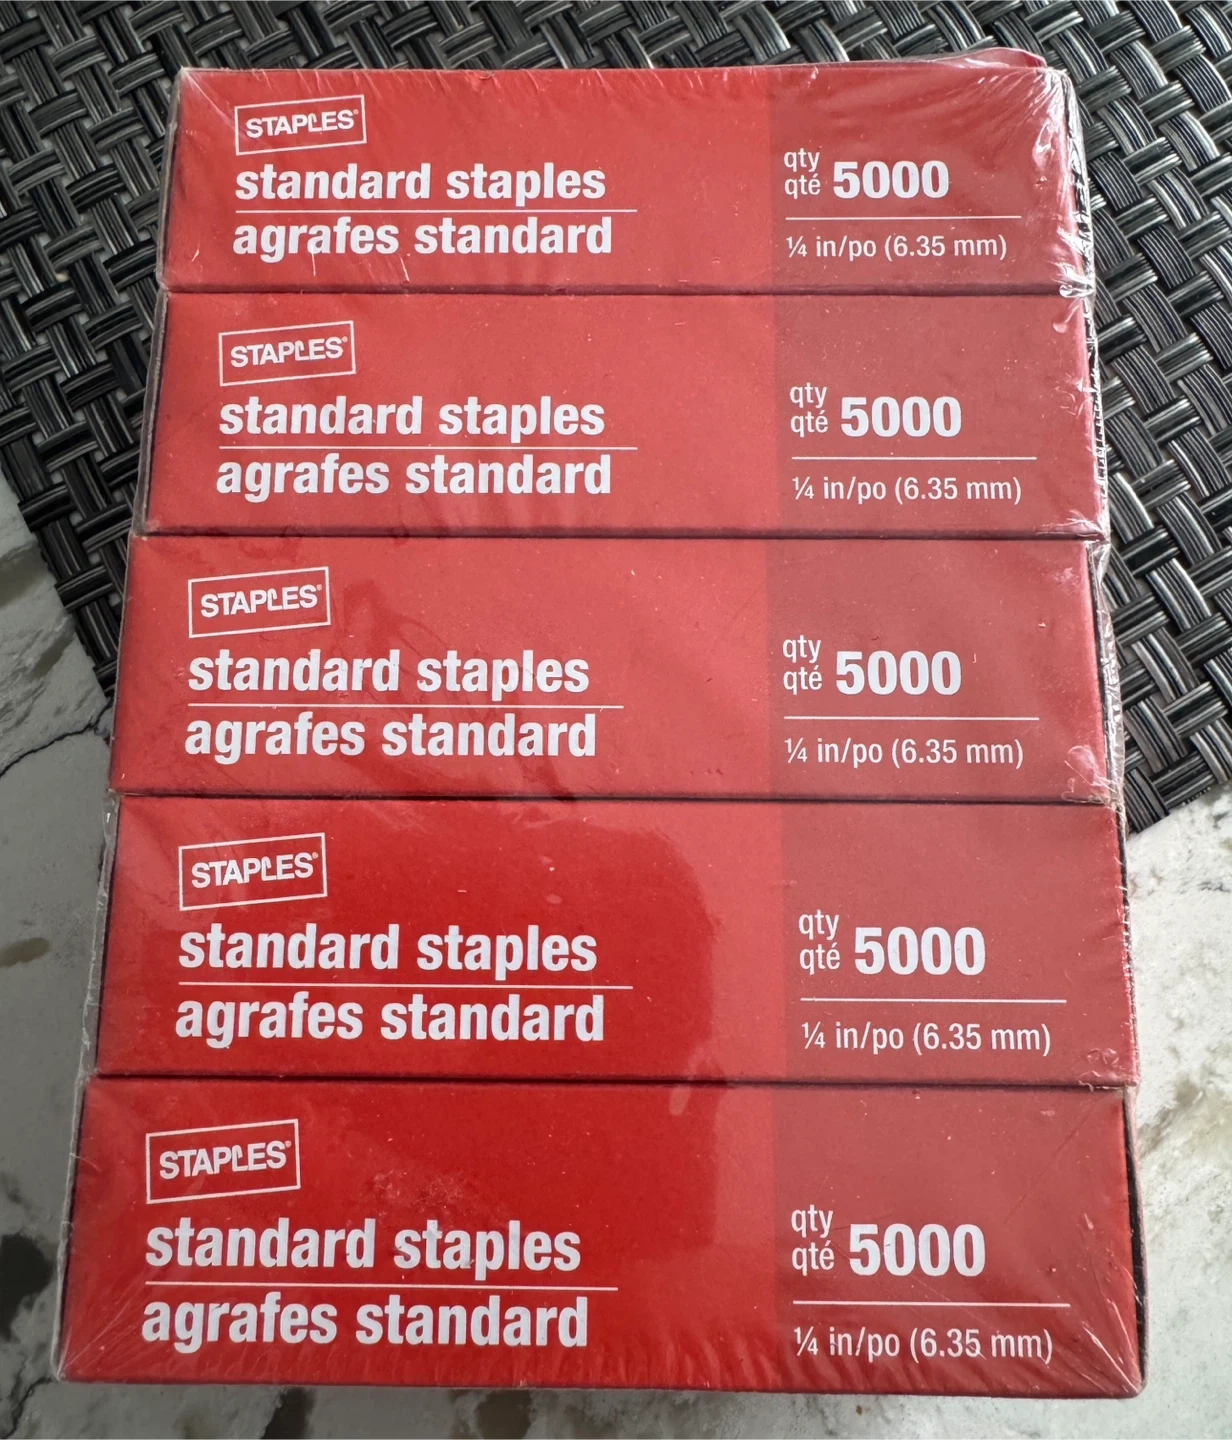 STAPLES®
standard staples
agrafes standard
qty
qté 5000
¼ in/po (6.35 mm)
STAPLES®
standard staples
agrafes standard
qty
qté 5000
¼ in/po (6.35 mm)
STAPLES®
standard staples
agrafes standard
qty
qté 5000
¼ in/po (6.35 mm)
STAPLES®
standard staples
agrafes standard
qty
qté 5000
¼ in/po (6.35 mm)
STAPLES®
standard staples
agrafes standard
qty
qté 5000
¼ in/po (6.35 mm)